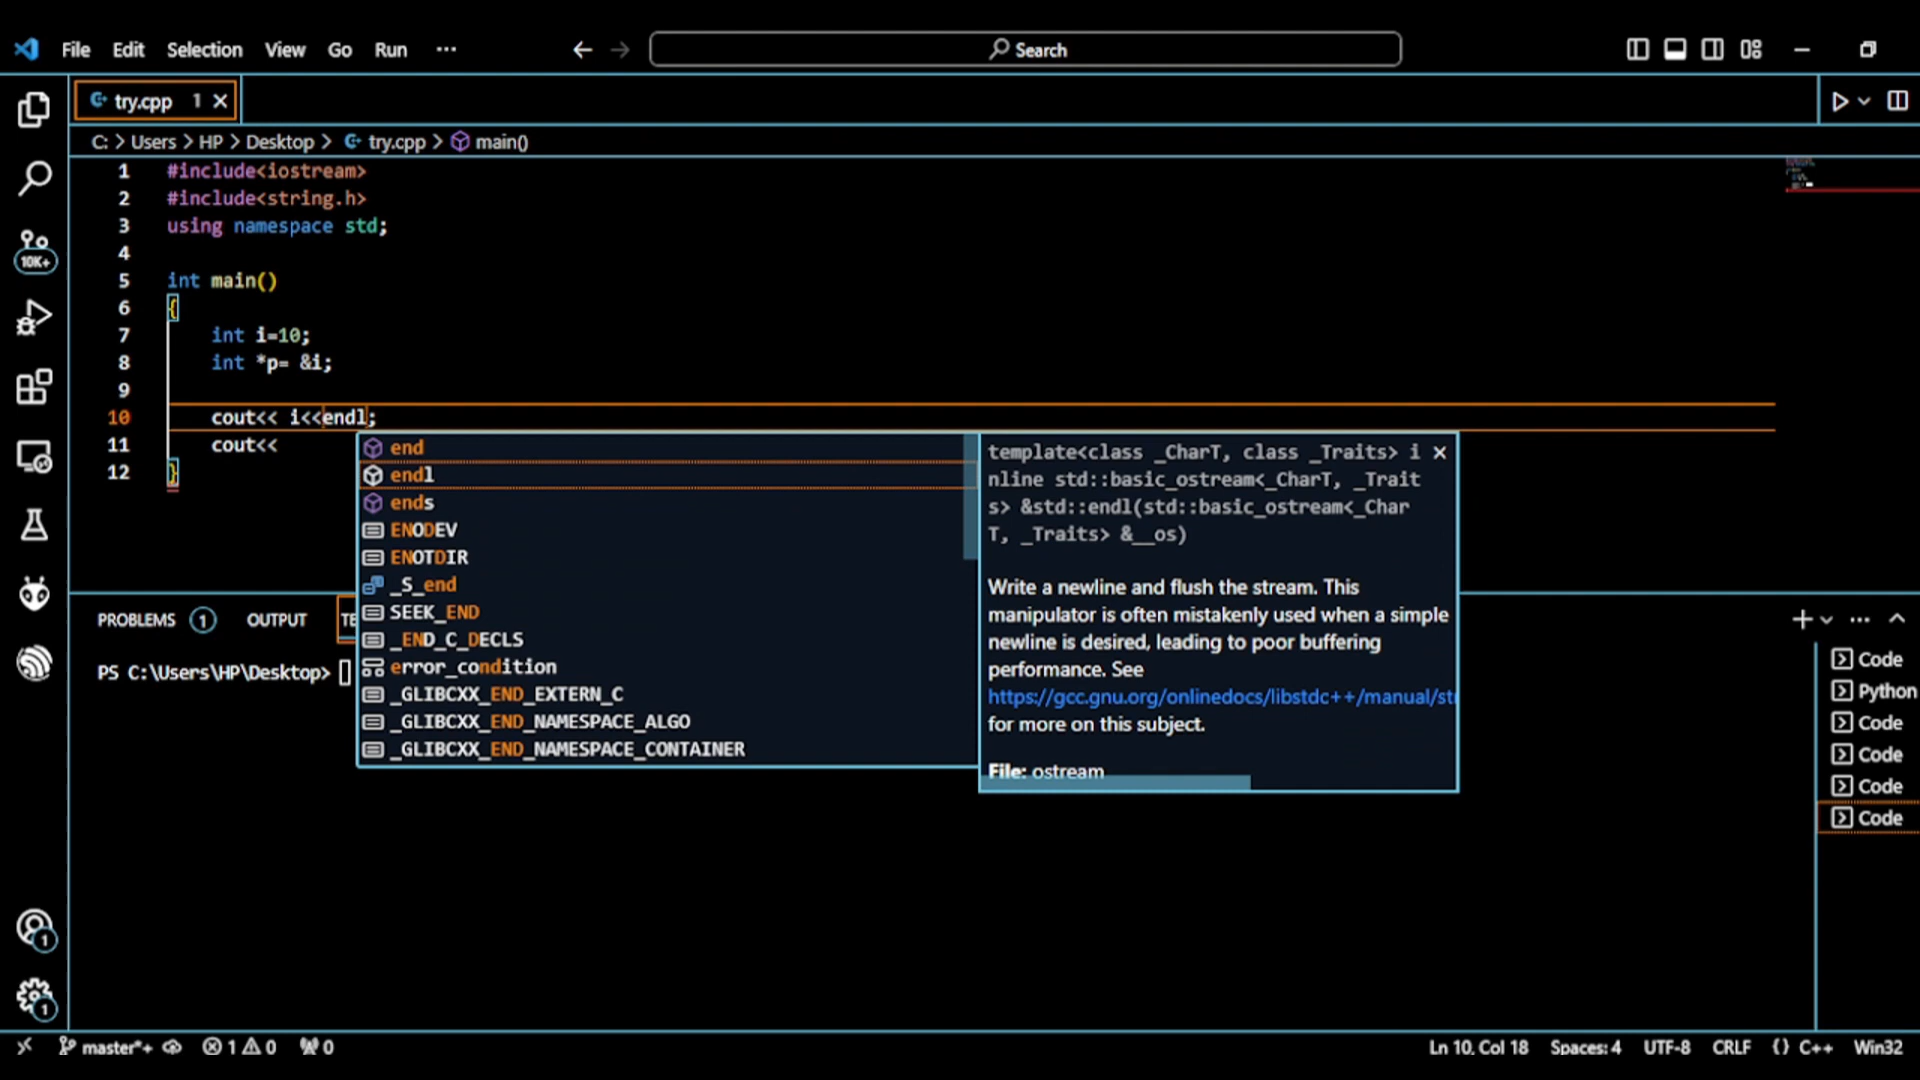 File Edit Selection View Go Run ···
Search
try.cpp 1
C: > Users > HP > Desktop > try.cpp > main()
1 #include<iostream>
2 #include<string.h>
3 using namespace std;
4
5 int main()
6 {
7 int i=10;
8 int *p= &i;
9
10 cout<< i<<endl;
11 cout<<
12 }
10K+
end
endl
ends
ENODEV
ENOTDIR
_S_end
SEEK_END
_END_C_DECLS
error_condition
_GLIBCXX_END_EXTERN_C
_GLIBCXX_END_NAMESPACE_ALGO
_GLIBCXX_END_NAMESPACE_CONTAINER
template<class _CharT, class _Traits> i
nline std::basic_ostream<_CharT, _Trait
s> &std::endl(std::basic_ostream<_Char
T, _Traits> &__os)
Write a newline and flush the stream. This
manipulator is often mistakenly used when a simple
newline is desired, leading to poor buffering
performance. See
https://gcc.gnu.org/onlinedocs/libstdc++/manual/str
for more on this subject.
File: ostream
PROBLEMS 1 OUTPUT TE
PS C:\Users\HP\Desktop>
Code
Python
Code
Code
Code
Code
1
1
master*+ 1 0 0
Ln 10, Col 18 Spaces: 4 UTF-8 CRLF {} C++ Win32